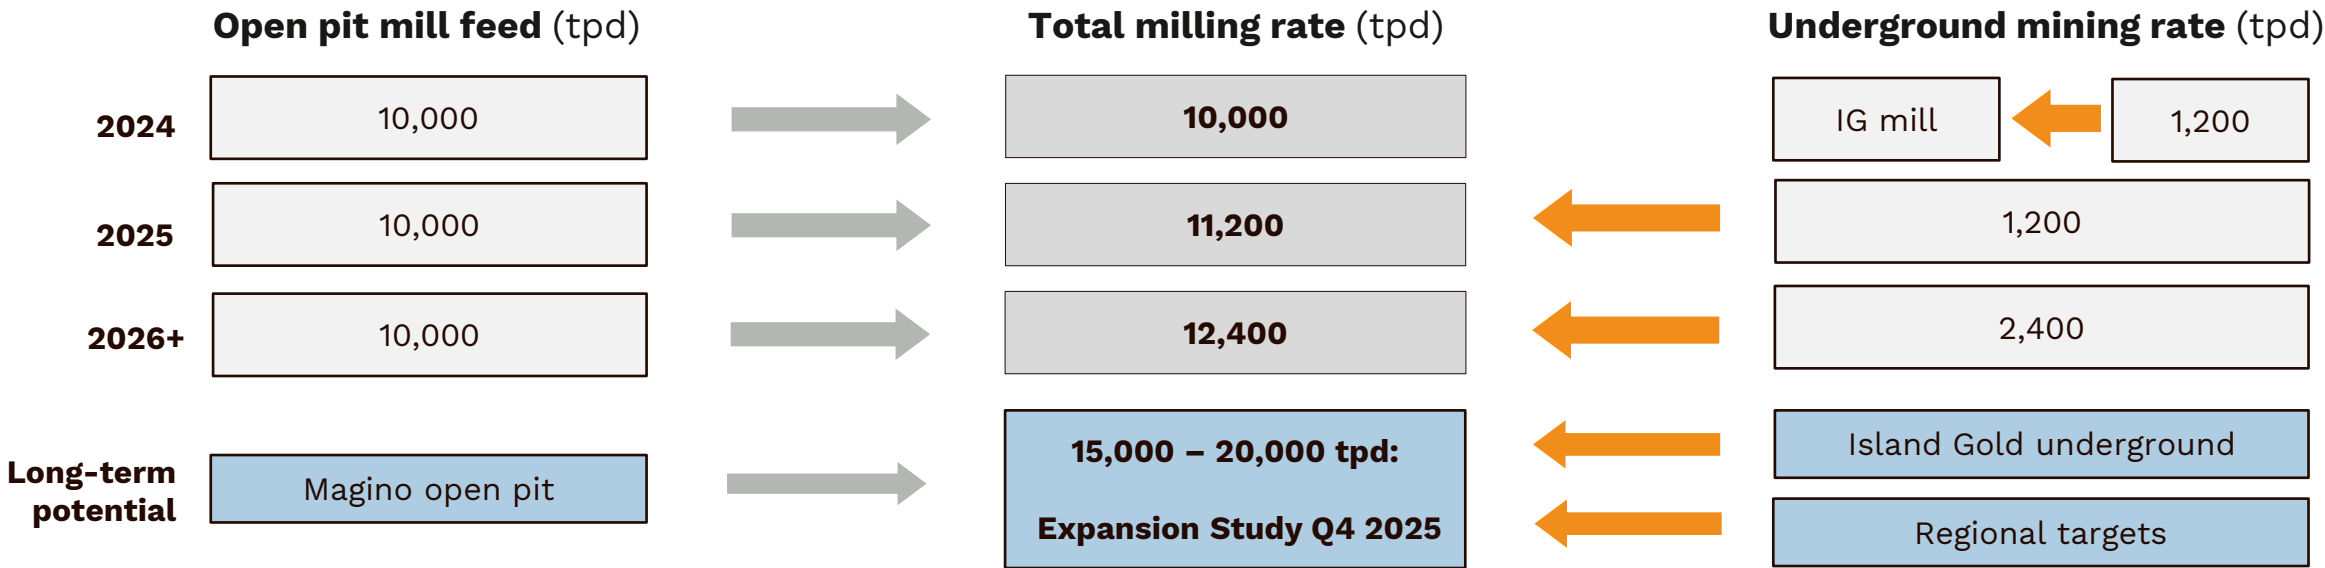 Open pit mill feed (tpd)
Total milling rate (tpd)
Underground mining rate (tpd)
2024
10,000
10,000
IG mill
1,200
2025
10,000
11,200
1,200
2026+
10,000
12,400
2,400
Long-term
potential
Magino open pit
15,000 – 20,000 tpd:
Expansion Study Q4 2025
Island Gold underground
Regional targets